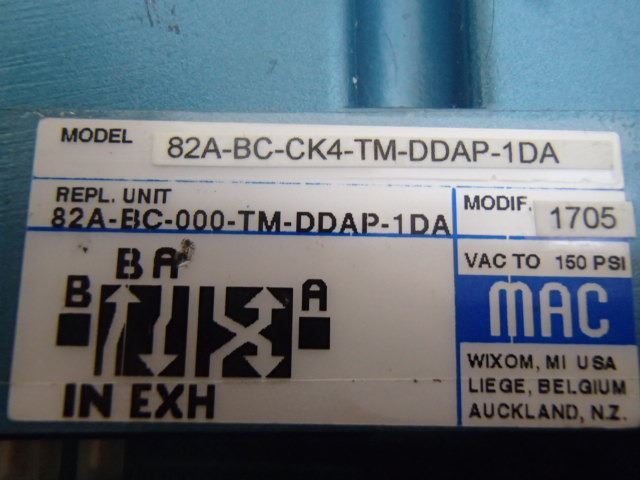 MODEL 82A-BC-CK4-TM-DDAP-1DA
REPL. UNIT
82A-BC-000-TM-DDAP-1DA
MODIF. 1705
VAC TO 150 PSI
MAC
WIXOM, MI USA
LIEGE, BELGIUM
AUCKLAND, N.Z.
B A
B A
IN EXH